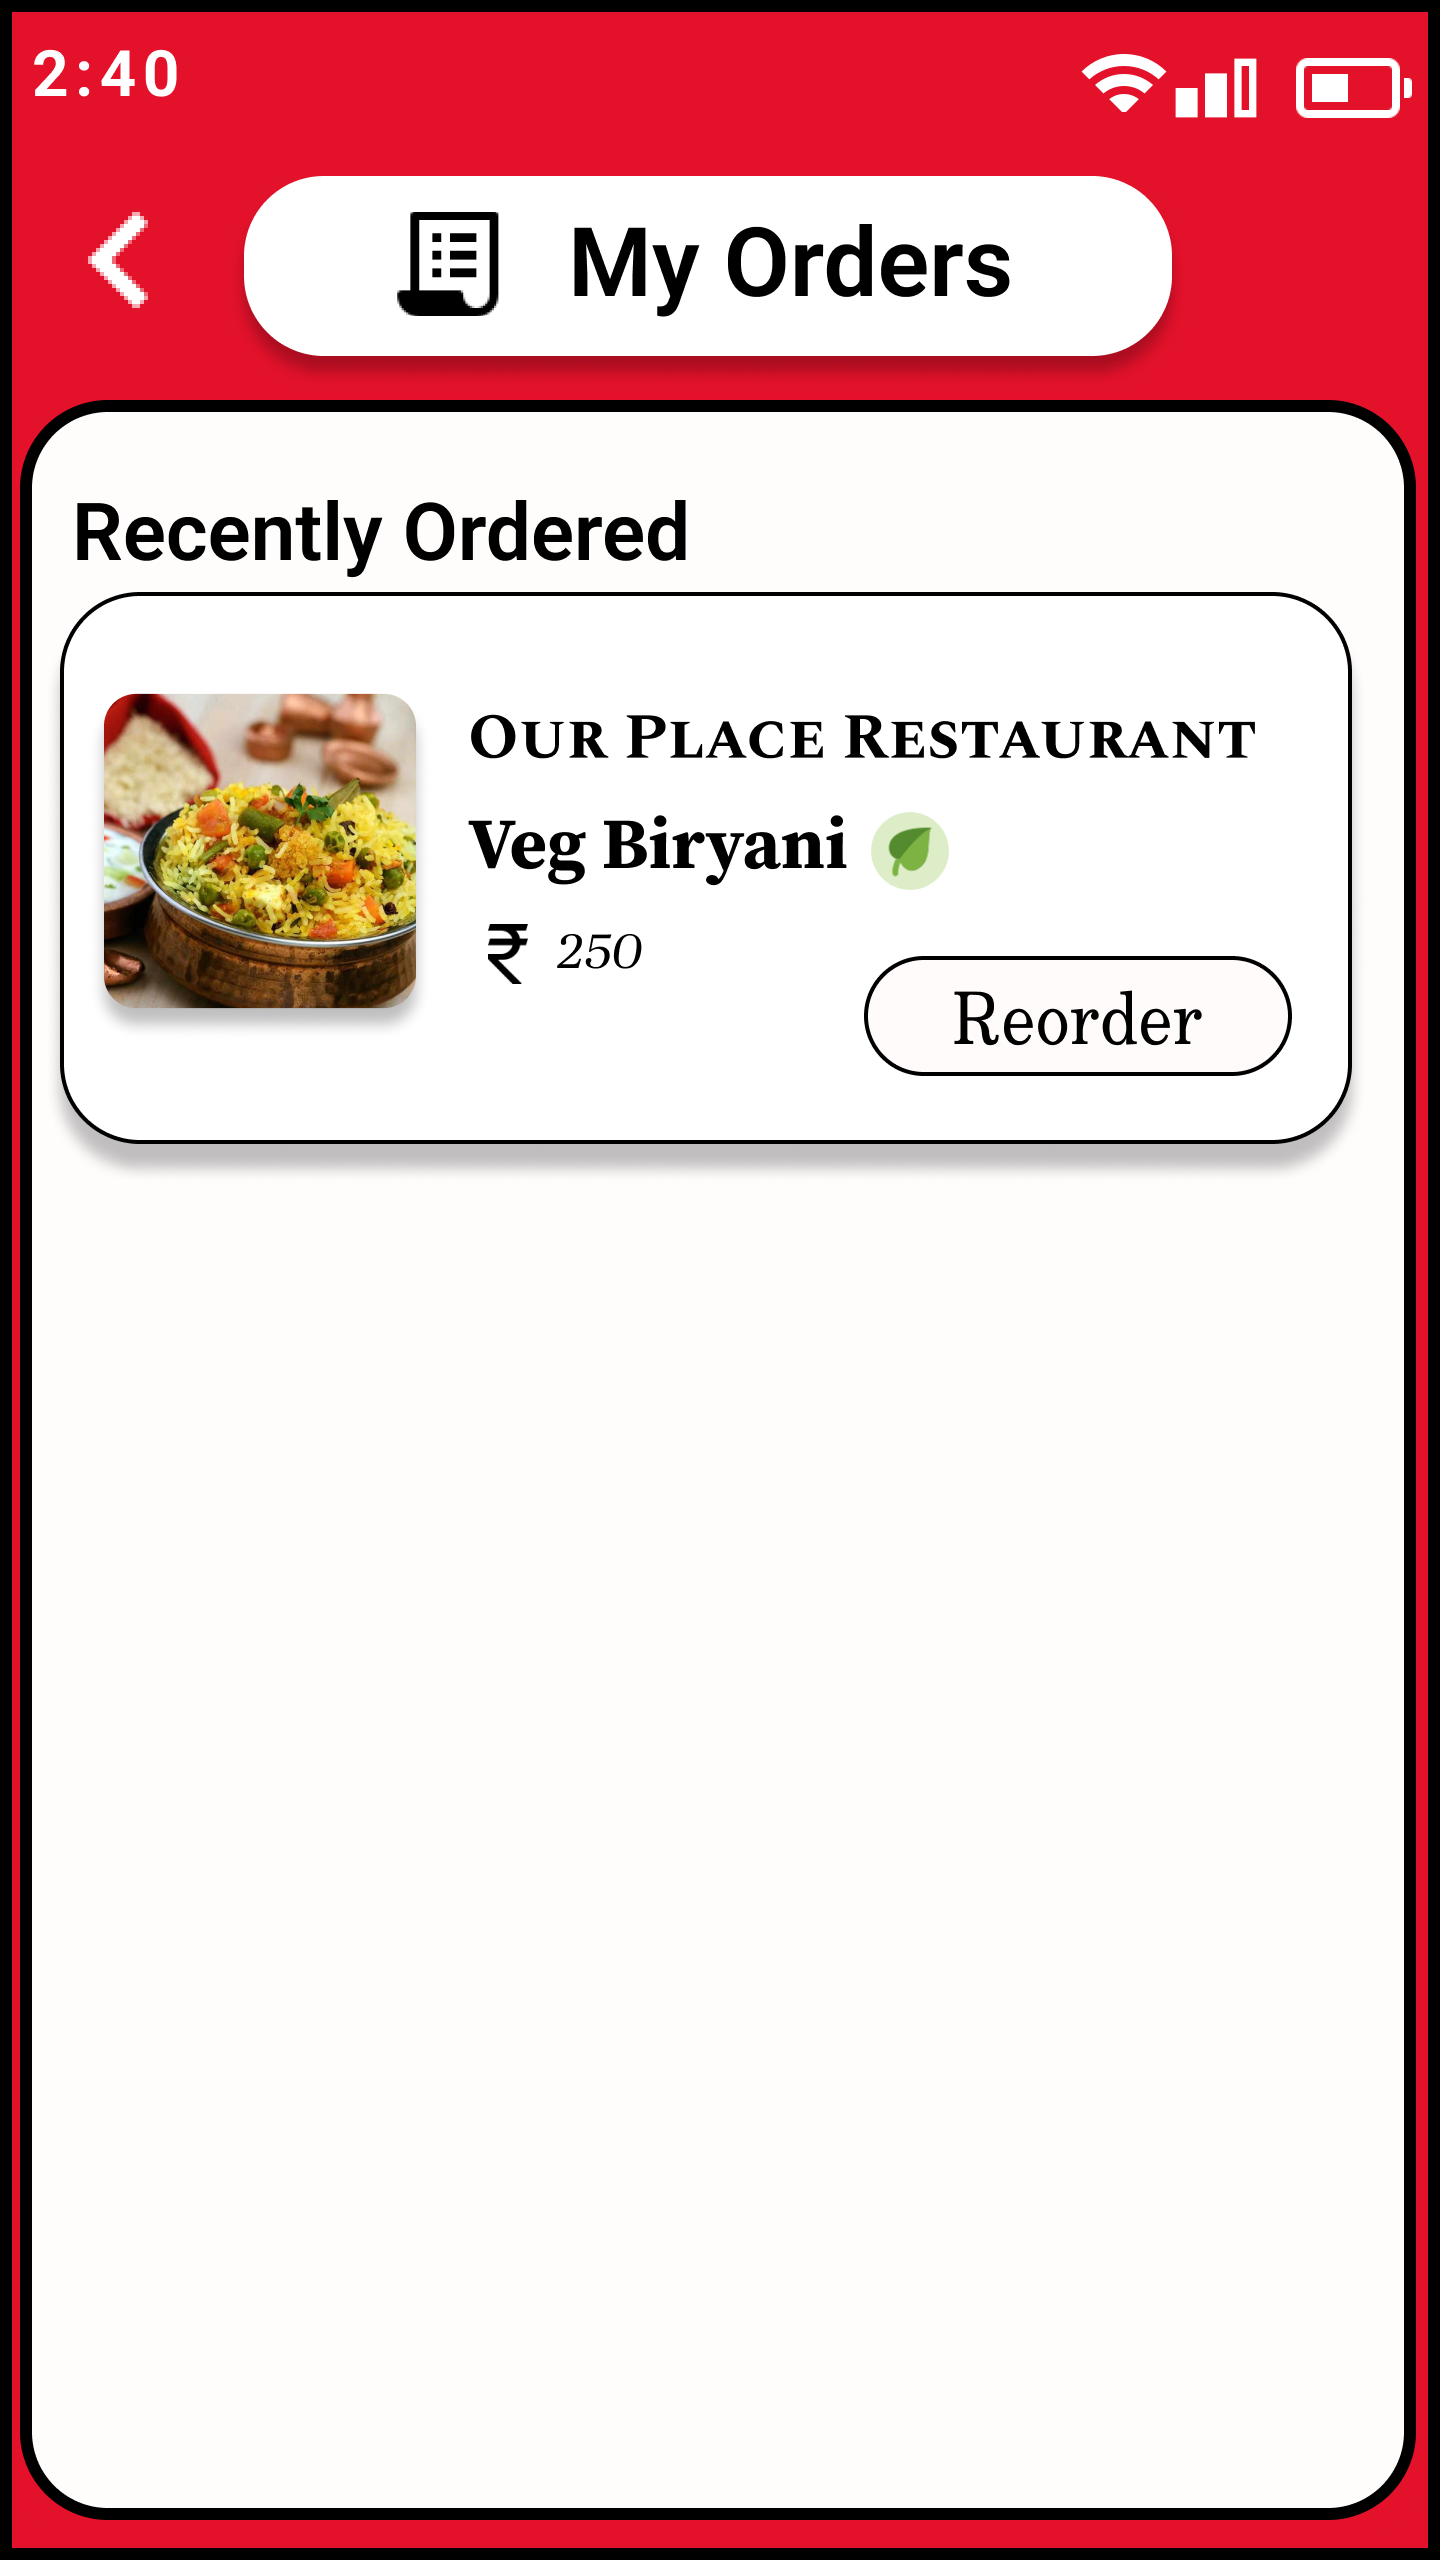 2:40
My Orders
Recently Ordered
Our Place Restaurant
Veg Biryani
₹ 250
Reorder